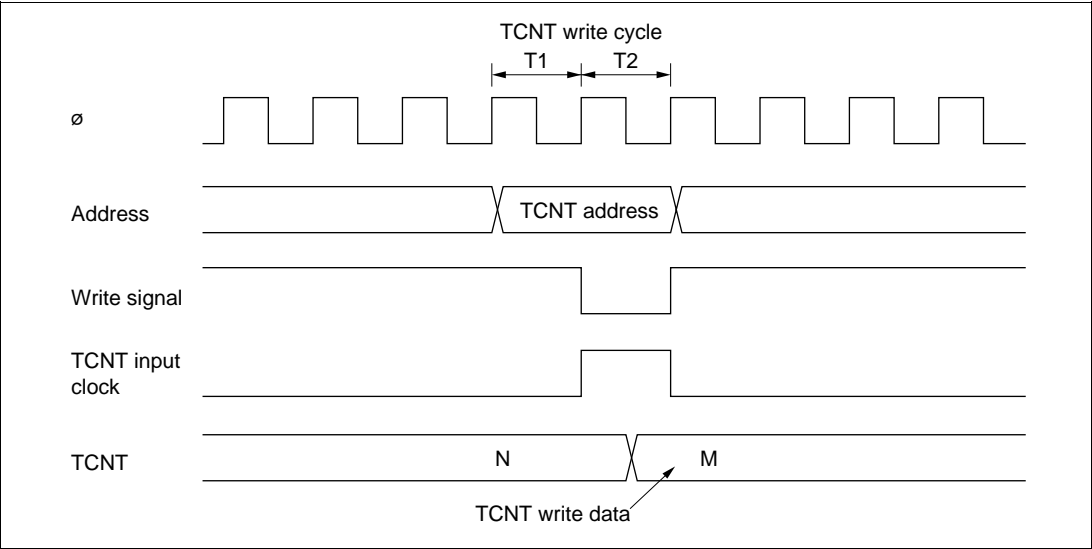 TCNT write cycle
T1 T2
ø
Address
TCNT address
Write signal
TCNT input
clock
TCNT
N
M
TCNT write data